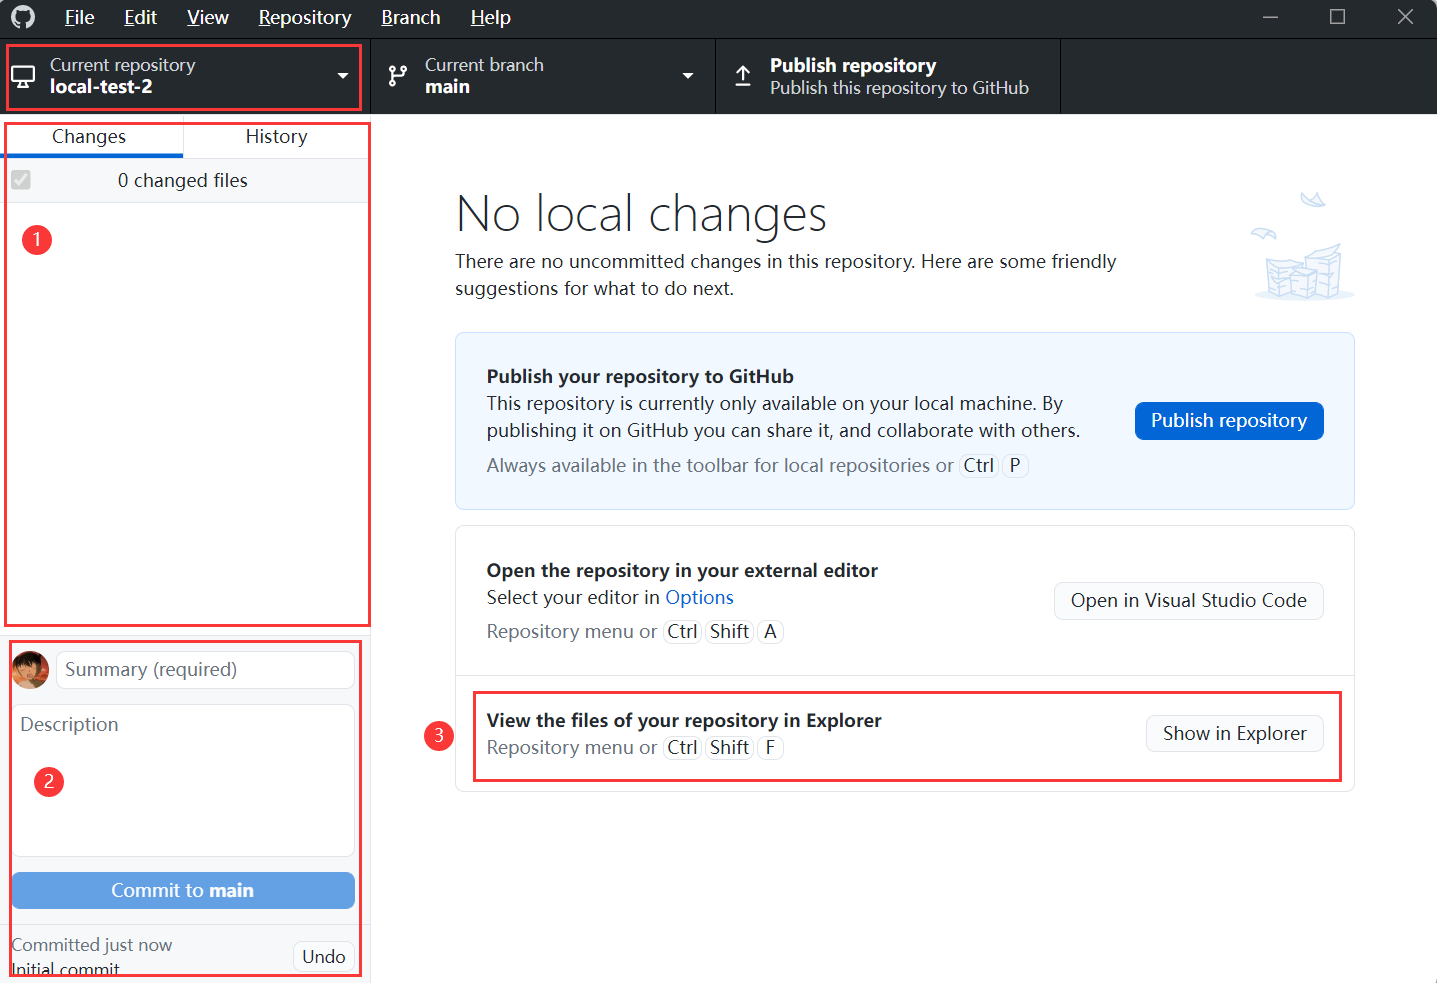 File Edit View Repository Branch Help
Current repository
local-test-2
Current branch
main
Publish repository
Publish this repository to GitHub
Changes History
0 changed files
1
No local changes
There are no uncommitted changes in this repository. Here are some friendly
suggestions for what to do next.
Publish your repository to GitHub
This repository is currently only available on your local machine. By
publishing it on GitHub you can share it, and collaborate with others.
Always available in the toolbar for local repositories or Ctrl P
Publish repository
Open the repository in your external editor
Select your editor in Options
Repository menu or Ctrl Shift A
Open in Visual Studio Code
3
View the files of your repository in Explorer
Repository menu or Ctrl Shift F
Show in Explorer
Summary (required)
Description
2
Commit to main
Committed just now
Initial commit
Undo